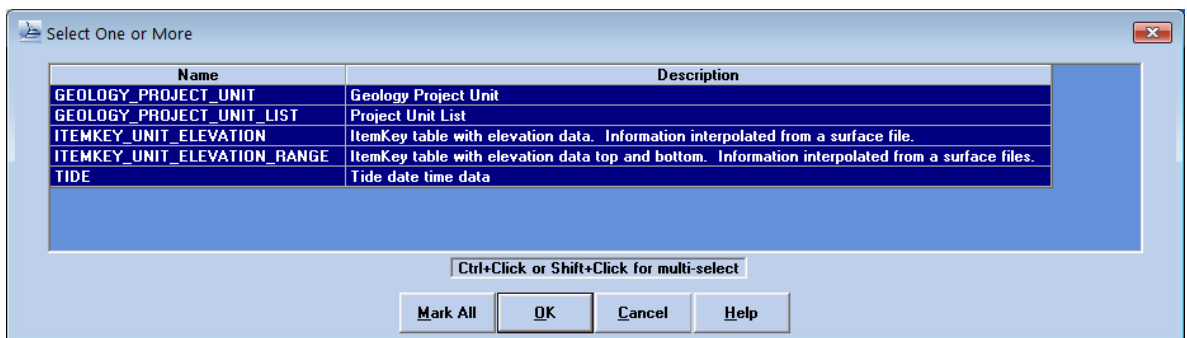 Select One or More
Name Description
GEOLOGY_PROJECT_UNIT Geology Project Unit
GEOLOGY_PROJECT_UNIT_LIST Project Unit List
ITEMKEY_UNIT_ELEVATION ItemKey table with elevation data. Information interpolated from a surface file.
ITEMKEY_UNIT_ELEVATION_RANGE ItemKey table with elevation data top and bottom. Information interpolated from a surface files.
TIDE Tide date time data
Ctrl+Click or Shift+Click for multi-select
Mark All OK Cancel Help